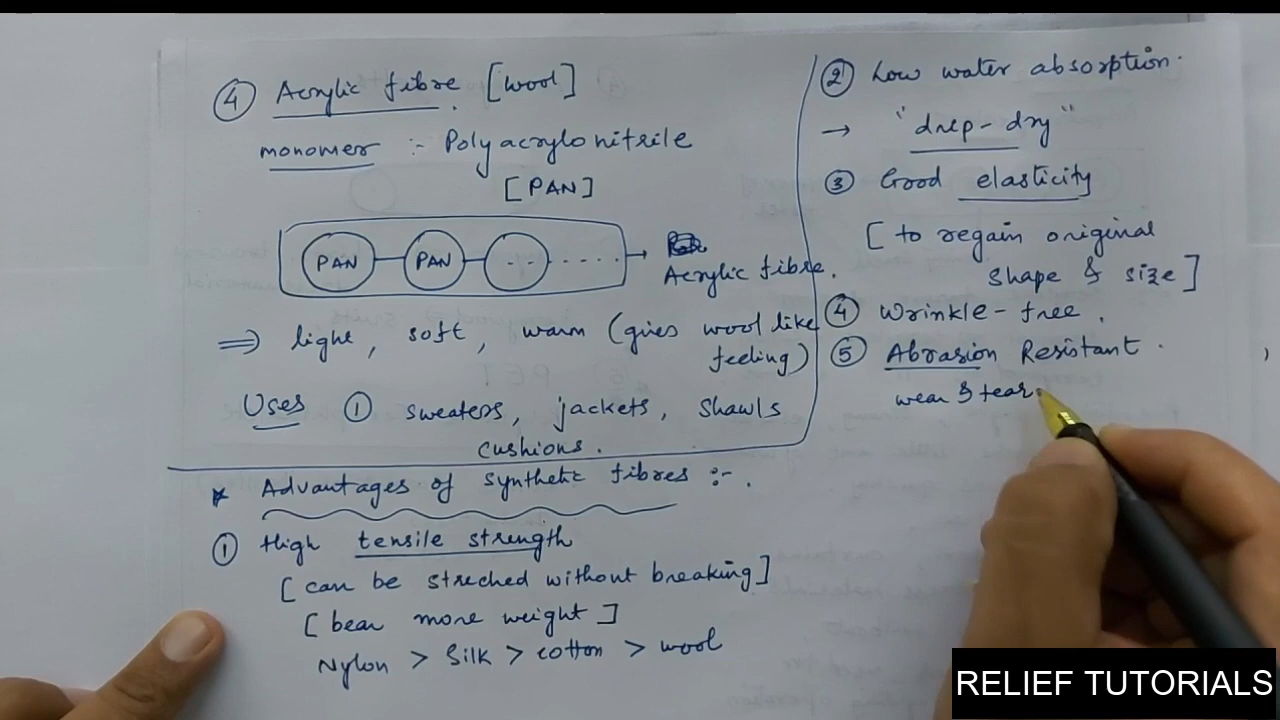 ④ Acrylic fibre [wool]
monomer :- Polyacrylonitrile
[PAN]
PAN PAN ..
Acrylic fibre.
⇒ light, soft, warm (gives wool like
feeling)
Uses ① sweaters, jackets, shawls
cushions.
* Advantages of synthetic fibres :-
① High tensile strength
[can be streched without breaking]
[bear more weight]
Nylon > Silk > cotton > wool
② Low water absorption.
→ "drip-dry"
③ Good elasticity
[to regain original
shape & size]
④ Wrinkle-free.
⑤ Abrasion Resistant.
wear & tear
RELIEF TUTORIALS